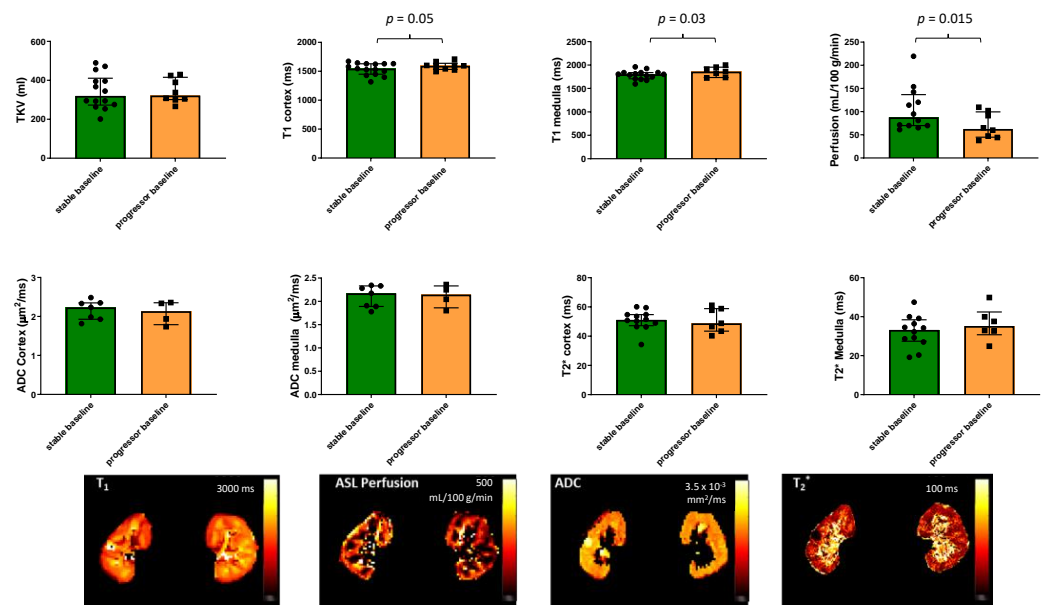 p = 0.05
p = 0.03
p = 0.015
TKV (ml)
600
400
200
0
stable baseline
progressor baseline
T1 cortex (ms)
2000
1500
1000
500
0
stable baseline
progressor baseline
T1 medulla (ms)
2500
2000
1500
1000
500
0
stable baseline
progressor baseline
Perfusion (mL/100 g/min)
250
200
150
100
50
0
stable baseline
progressor baseline
ADC Cortex (µm²/ms)
3
2
1
0
stable baseline
progressor baseline
ADC medulla (µm²/ms)
2.5
2.0
1.5
1.0
0.5
0.0
stable baseline
progressor baseline
T2* cortex (ms)
100
80
60
40
20
0
stable baseline
progressor baseline
T2* Medulla (ms)
60
40
20
0
stable baseline
progressor baseline
T₁
3000 ms
ASL Perfusion
500
mL/100 g/min
ADC
3.5 x 10⁻³
mm²/ms
T₂*
100 ms